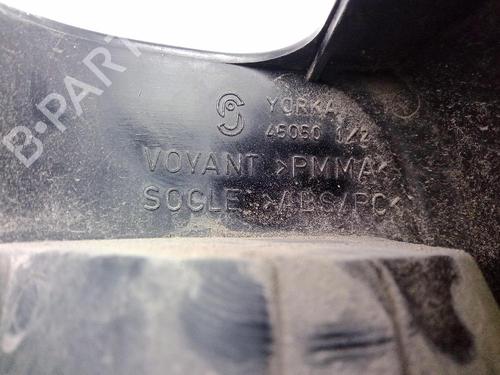 B-PARTS
YORKA
45050 1/2
VOYANT >PMMA<
SOCLE >ABS/PC<